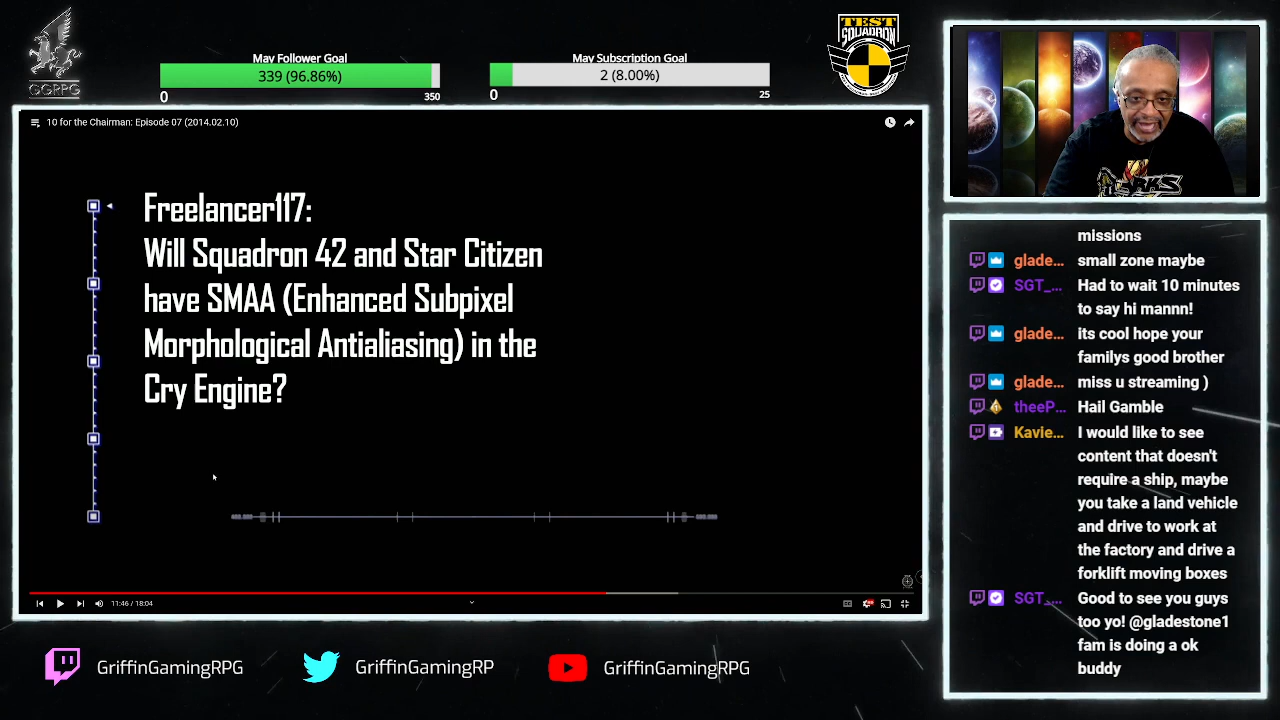 GGRPG
May Follower Goal
339 (96.86%)
0
350
May Subscription Goal
2 (8.00%)
0
25
TEST
SQUADRON
10 for the Chairman: Episode 07 (2014.02.10)
Freelancer117:
Will Squadron 42 and Star Citizen
have SMAA (Enhanced Subpixel
Morphological Antialiasing) in the
Cry Engine?
11:46 / 18:04
missions
glade... small zone maybe
SGT_... Had to wait 10 minutes
to say hi mannn!
glade... its cool hope your
familys good brother
glade... miss u streaming )
theeP... Hail Gamble
Kavie... I would like to see
content that doesn't
require a ship, maybe
you take a land vehicle
and drive to work at
the factory and drive a
forklift moving boxes
SGT_... Good to see you guys
too yo! @gladestone1
fam is doing a ok
buddy
GriffinGamingRPG
GriffinGamingRP
GriffinGamingRPG